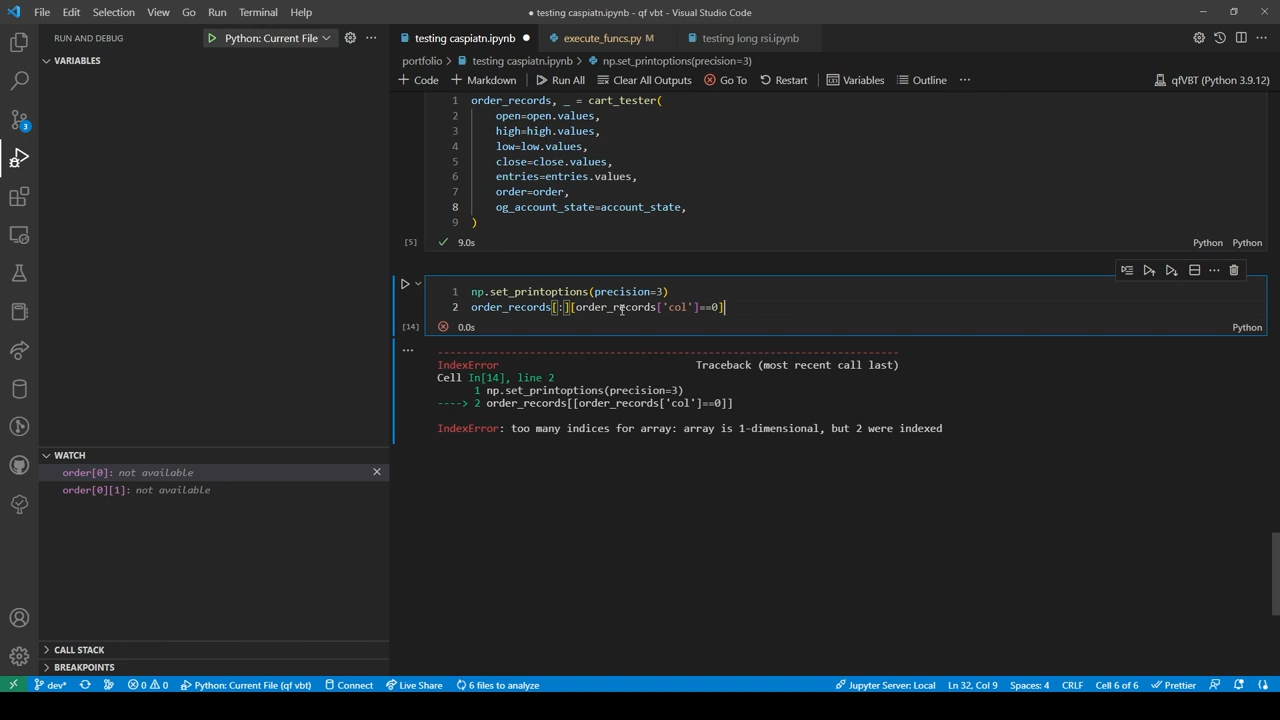 File Edit Selection View Go Run Terminal Help
● testing caspiatn.ipynb - qf vbt - Visual Studio Code
RUN AND DEBUG
Python: Current File
testing caspiatn.ipynb
execute_funcs.py M
testing long rsi.ipynb
VARIABLES
portfolio > testing caspiatn.ipynb > np.set_printoptions(precision=3)
+ Code + Markdown Run All Clear All Outputs Go To Restart Variables Outline ...
qfVBT (Python 3.9.12)
1 order_records, _ = cart_tester(
2 open=open.values,
3 high=high.values,
4 low=low.values,
5 close=close.values,
6 entries=entries.values,
7 order=order,
8 og_account_state=account_state,
9 )
[5] 9.0s
Python Python
1 np.set_printoptions(precision=3)
2 order_records[:][order_records['col']==0]
[14] 0.0s
Python
---------------------------------------------------------------------------
IndexError Traceback (most recent call last)
Cell In[14], line 2
1 np.set_printoptions(precision=3)
----> 2 order_records[[order_records['col']==0]]
IndexError: too many indices for array: array is 1-dimensional, but 2 were indexed
WATCH
order[0]: not available
order[0][1]: not available
CALL STACK
BREAKPOINTS
3
dev* 0 0 Python: Current File (qf vbt) Connect Live Share 6 files to analyze
Jupyter Server: Local Ln 32, Col 9 Spaces: 4 CRLF Cell 6 of 6 Prettier